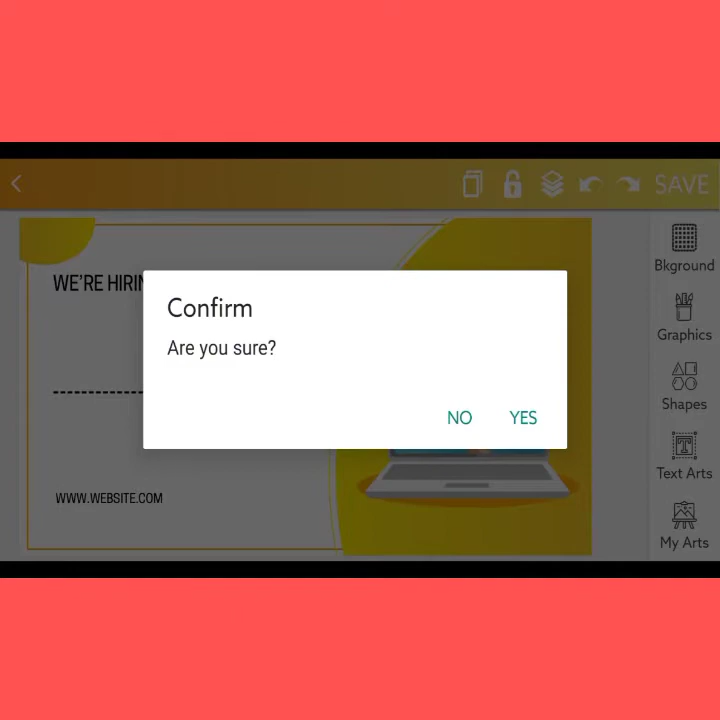 SAVE
Bkground
WE'RE HIRIN
Confirm
Are you sure?
Graphics
NO YES
Shapes
Text Arts
WWW.WEBSITE.COM
My Arts